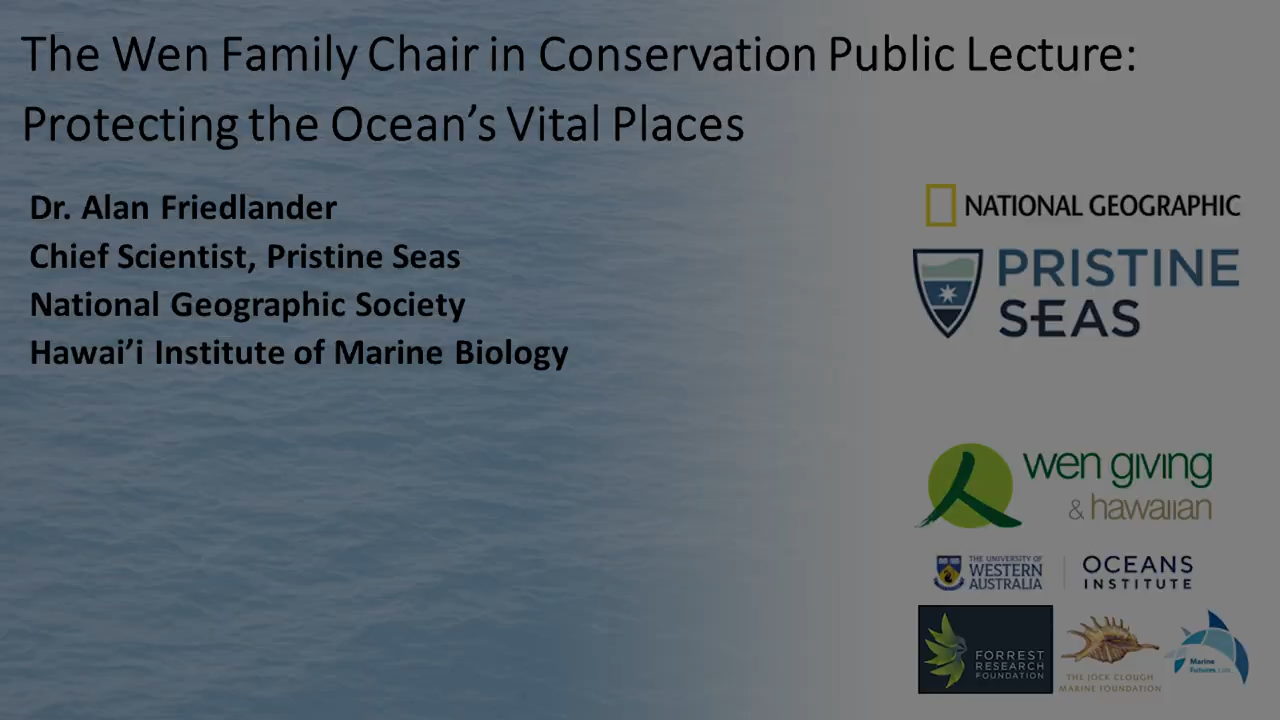 The Wen Family Chair in Conservation Public Lecture:
Protecting the Ocean's Vital Places
Dr. Alan Friedlander
Chief Scientist, Pristine Seas
National Geographic Society
Hawai'i Institute of Marine Biology
NATIONAL GEOGRAPHIC
PRISTINE
SEAS
wen giving
& hawaiian
THE UNIVERSITY OF
WESTERN
AUSTRALIA
OCEANS
INSTITUTE
FORREST
RESEARCH
FOUNDATION
THE JOCK CLOUGH
MARINE FOUNDATION
Marine
Futures Lab